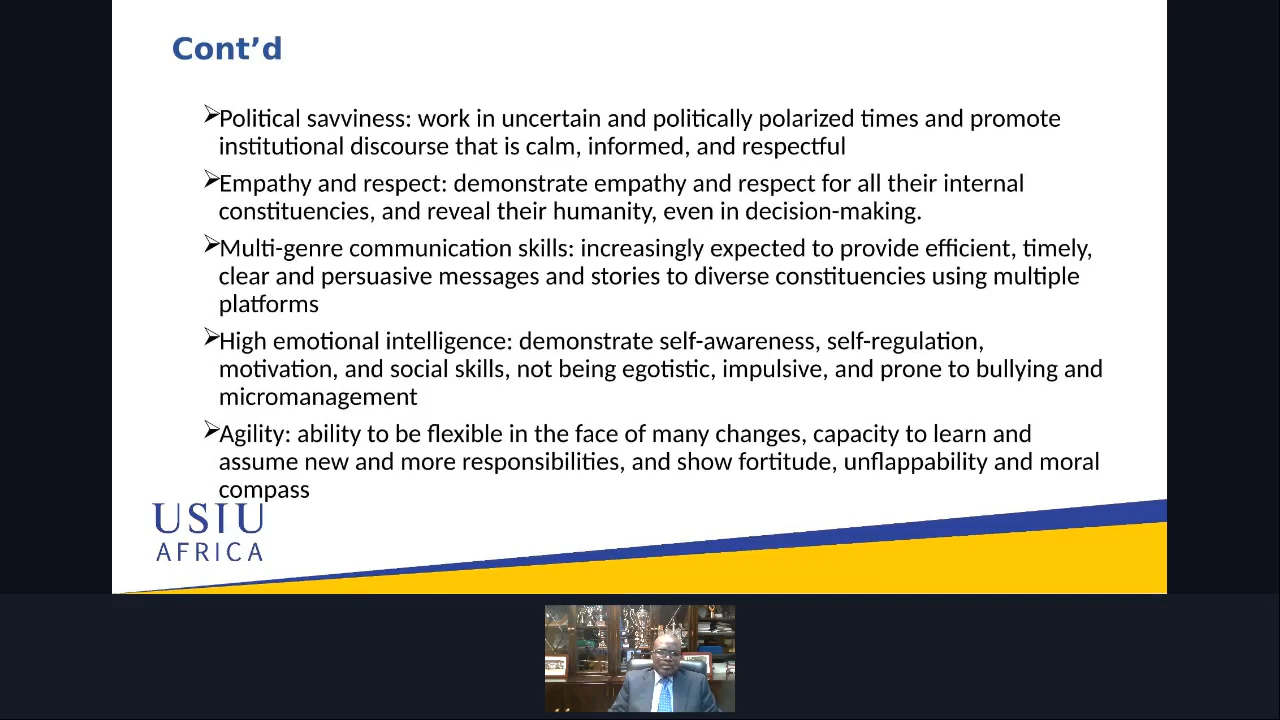 Cont’d
➢Political savviness: work in uncertain and politically polarized times and promote
institutional discourse that is calm, informed, and respectful
➢Empathy and respect: demonstrate empathy and respect for all their internal
constituencies, and reveal their humanity, even in decision-making.
➢Multi-genre communication skills: increasingly expected to provide efficient, timely,
clear and persuasive messages and stories to diverse constituencies using multiple
platforms
➢High emotional intelligence: demonstrate self-awareness, self-regulation,
motivation, and social skills, not being egotistic, impulsive, and prone to bullying and
micromanagement
➢Agility: ability to be flexible in the face of many changes, capacity to learn and
assume new and more responsibilities, and show fortitude, unflappability and moral
compass
USIU
AFRICA